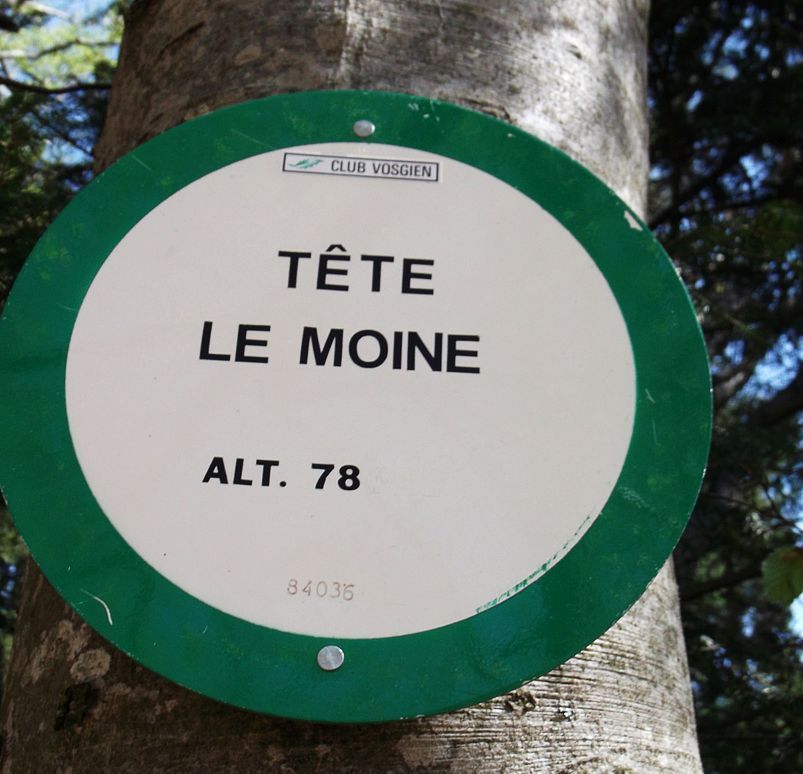 CLUB VOSGIEN
TÊTE
LE MOINE
ALT. 78
84036